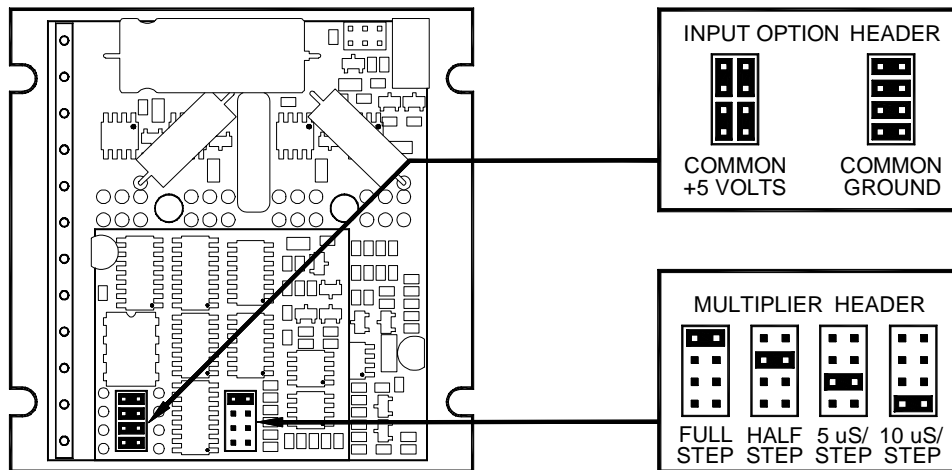 INPUT OPTION HEADER
COMMON
+5 VOLTS
COMMON
GROUND
MULTIPLIER HEADER
FULL
STEP
HALF
STEP
5 uS/
STEP
10 uS/
STEP